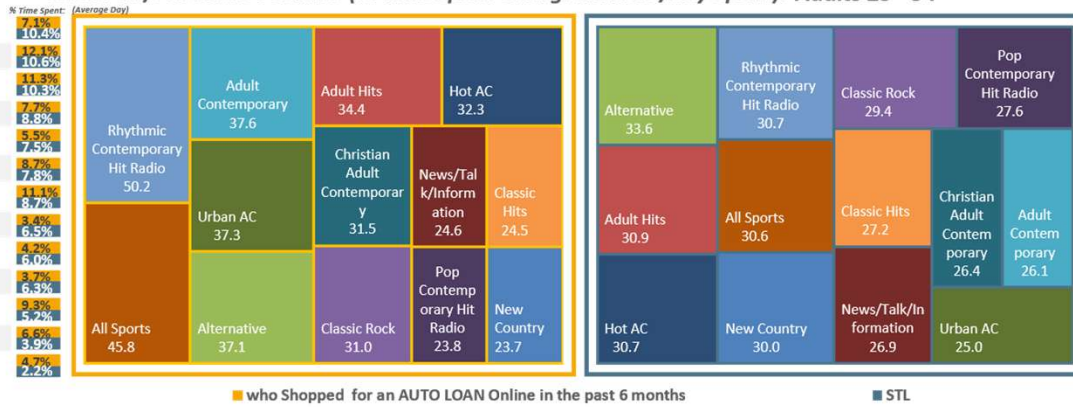 % Time Spent: (Average Day)
7.1%
10.4%
12.1%
10.6%
11.3%
10.3%
7.7%
8.8%
5.5%
7.5%
8.7%
7.8%
11.1%
8.7%
3.4%
6.5%
4.2%
6.0%
3.7%
6.3%
9.3%
5.2%
6.6%
3.9%
4.7%
2.2%
Rhythmic
Contemporary
Hit Radio
50.2
All Sports
45.8
Adult
Contemporary
37.6
Urban AC
37.3
Alternative
37.1
Adult Hits
34.4
Hot AC
32.3
Christian
Adult
Contemporar
y
31.5
News/Tal
k/Inform
ation
24.6
Classic
Hits
24.5
Classic Rock
31.0
Pop
Contemp
orary Hit
Radio
23.8
New
Country
23.7
Alternative
33.6
Adult Hits
30.9
Hot AC
30.7
Rhythmic
Contemporary
Hit Radio
30.7
All Sports
30.6
New Country
30.0
Classic Rock
29.4
Pop
Contemporary
Hit Radio
27.6
Classic Hits
27.2
Christian
Adult
Contem
porary
26.4
Adult
Contem
porary
26.1
News/Talk/In
formation
26.9
Urban AC
25.0
who Shopped for an AUTO LOAN Online in the past 6 months
STL